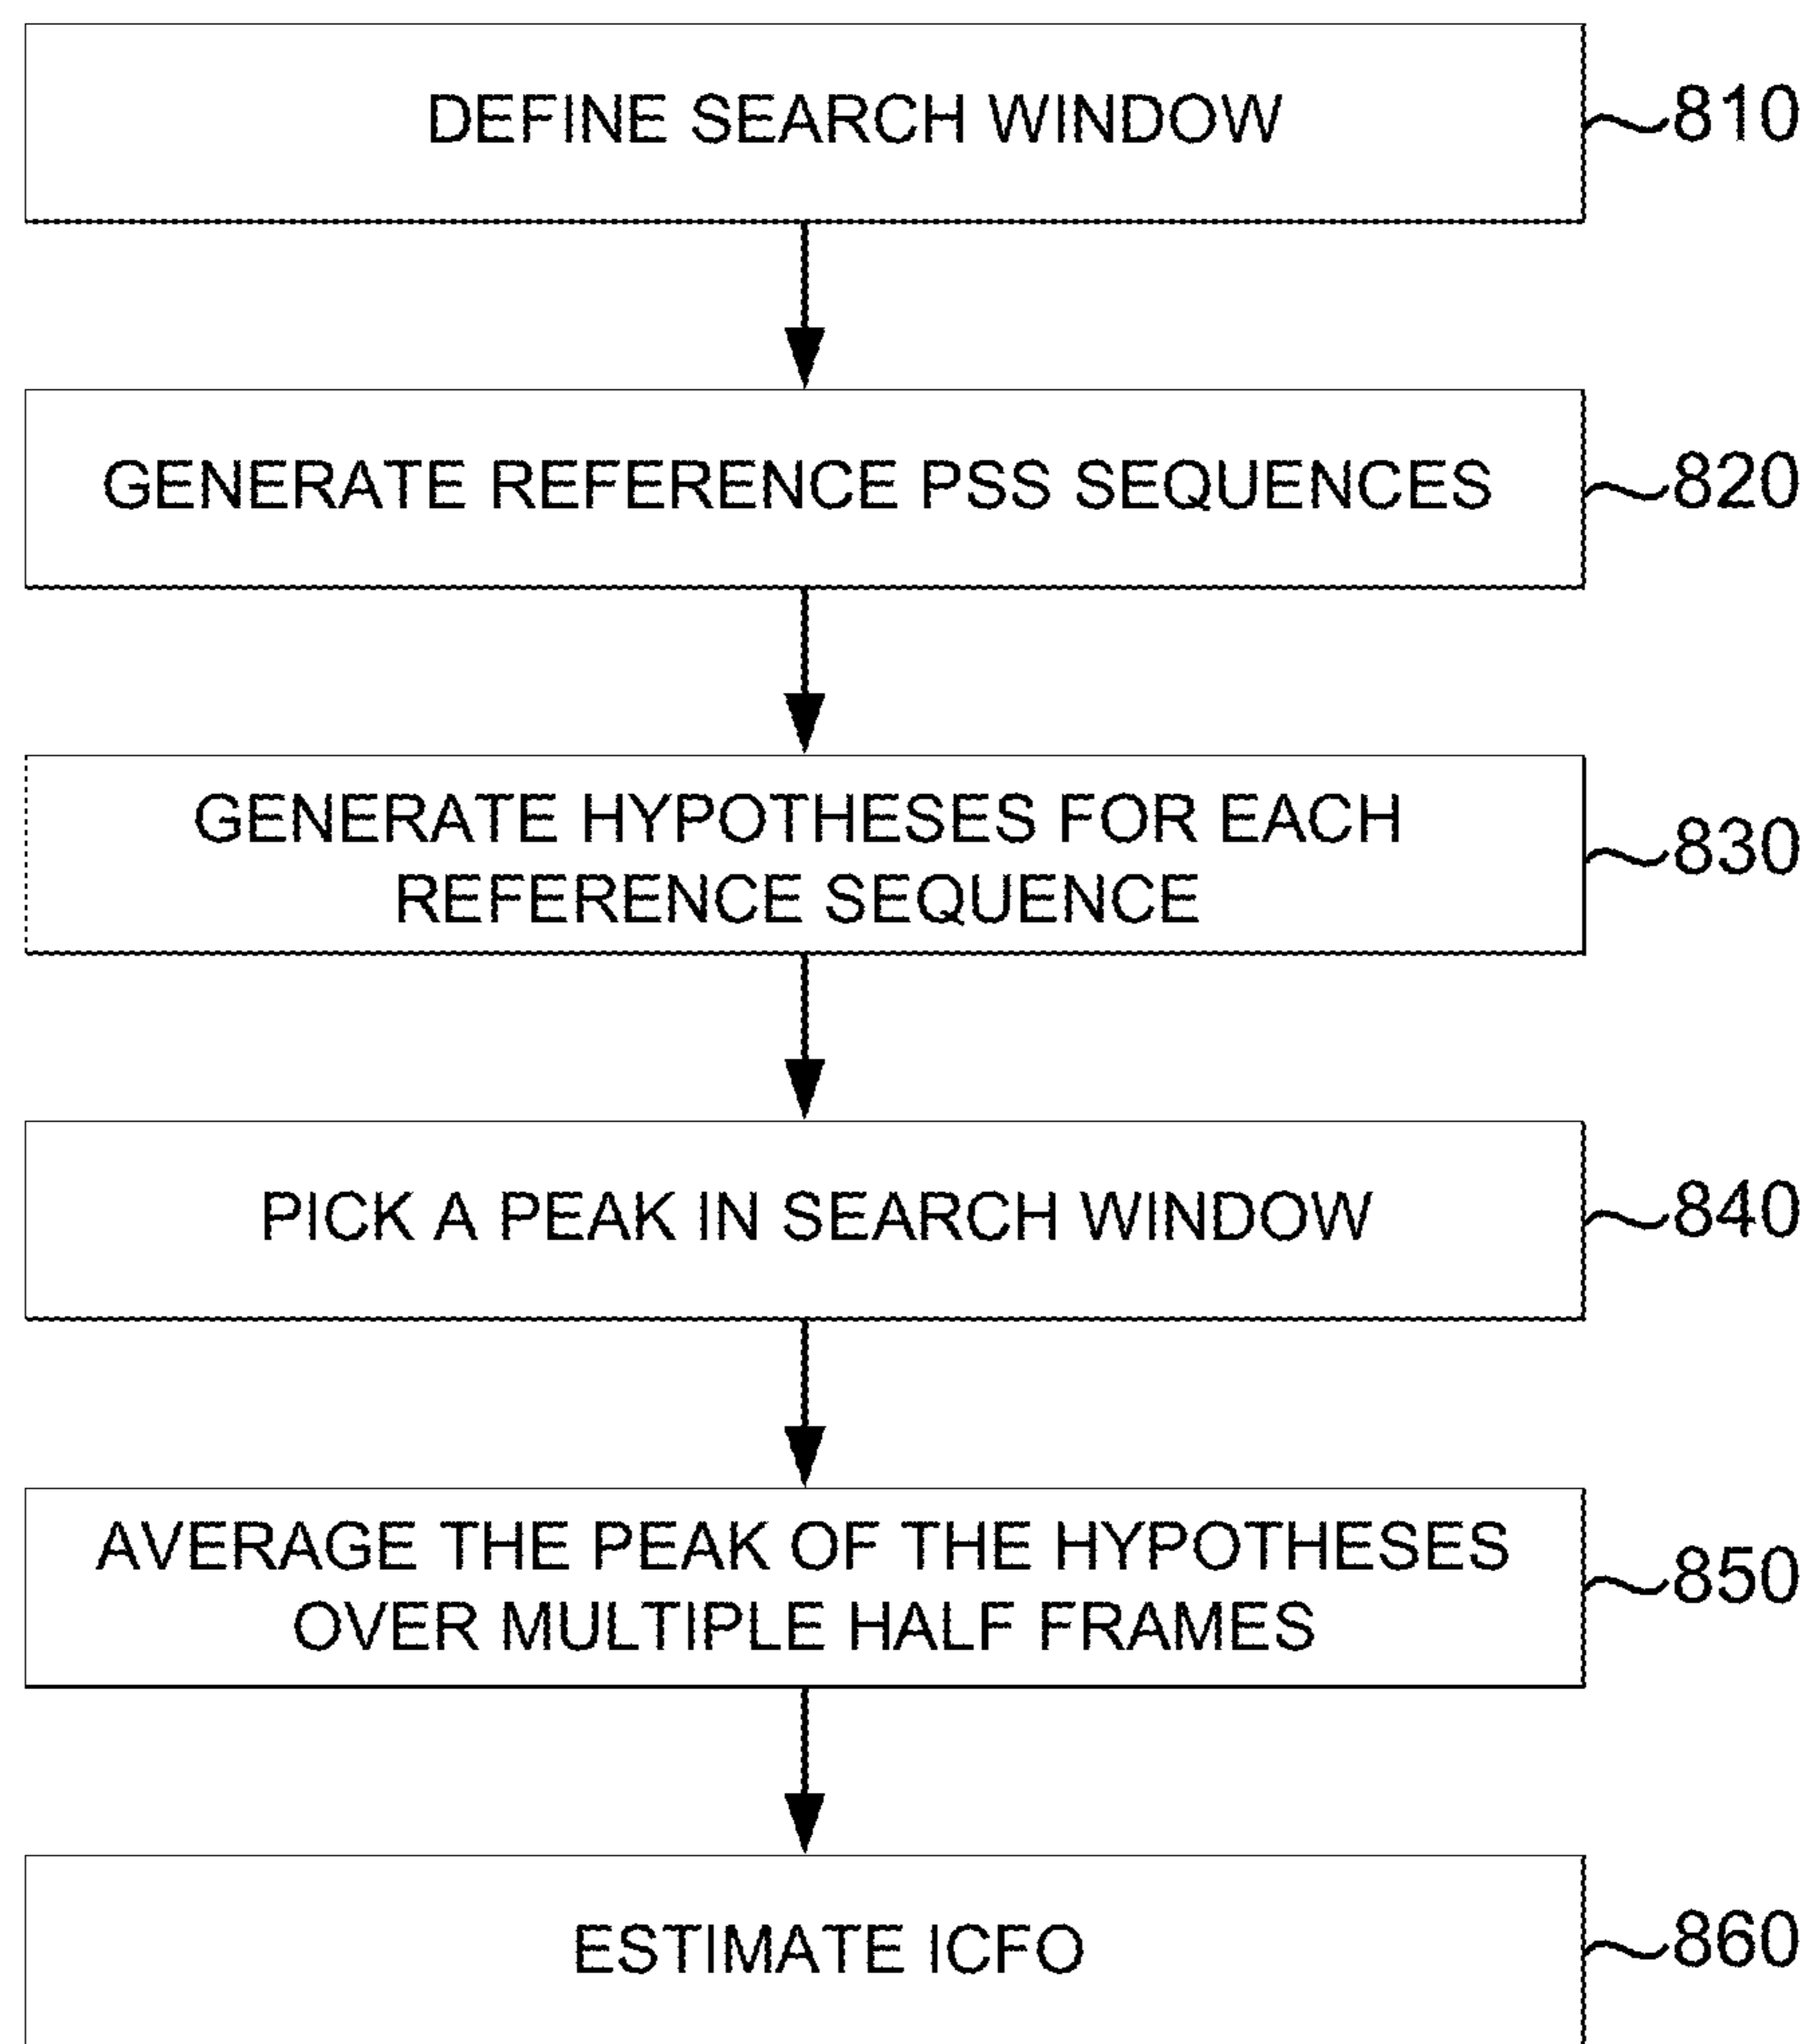 DEFINE SEARCH WINDOW
810
GENERATE REFERENCE PSS SEQUENCES
820
GENERATE HYPOTHESES FOR EACH
REFERENCE SEQUENCE
830
PICK A PEAK IN SEARCH WINDOW
840
AVERAGE THE PEAK OF THE HYPOTHESES
OVER MULTIPLE HALF FRAMES
850
ESTIMATE ICFO
860